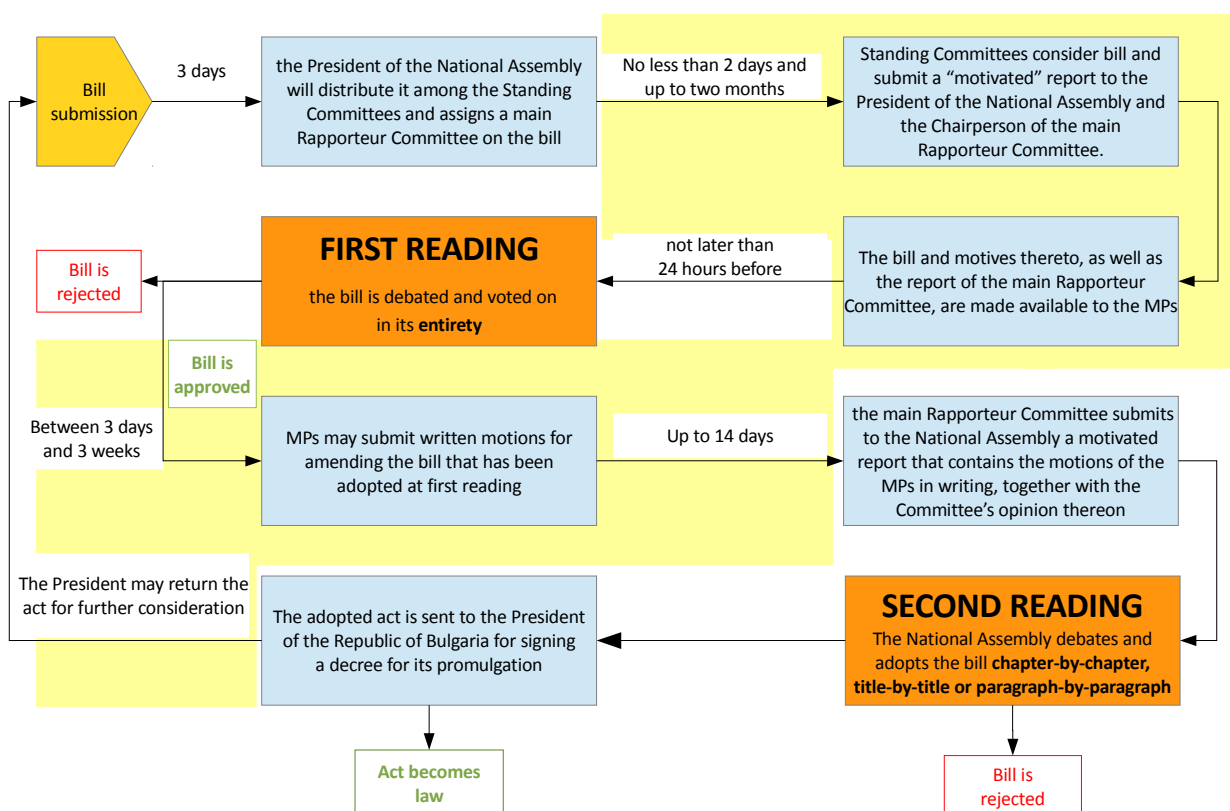 Bill
submission
3 days
the President of the National Assembly
will distribute it among the Standing
Committees and assigns a main
Rapporteur Committee on the bill
No less than 2 days and
up to two months
Standing Committees consider bill and
submit a “motivated” report to the
President of the National Assembly and
the Chairperson of the main
Rapporteur Committee.
Bill is
rejected
FIRST READING
the bill is debated and voted on
in its entirety
not later than
24 hours before
The bill and motives thereto, as well as
the report of the main Rapporteur
Committee, are made available to the MPs
Bill is
approved
Between 3 days
and 3 weeks
MPs may submit written motions for
amending the bill that has been
adopted at first reading
Up to 14 days
the main Rapporteur Committee submits
to the National Assembly a motivated
report that contains the motions of the
MPs in writing, together with the
Committee’s opinion thereon
The President may return the
act for further consideration
The adopted act is sent to the President
of the Republic of Bulgaria for signing
a decree for its promulgation
SECOND READING
The National Assembly debates and
adopts the bill chapter-by-chapter,
title-by-title or paragraph-by-paragraph
Act becomes
law
Bill is
rejected